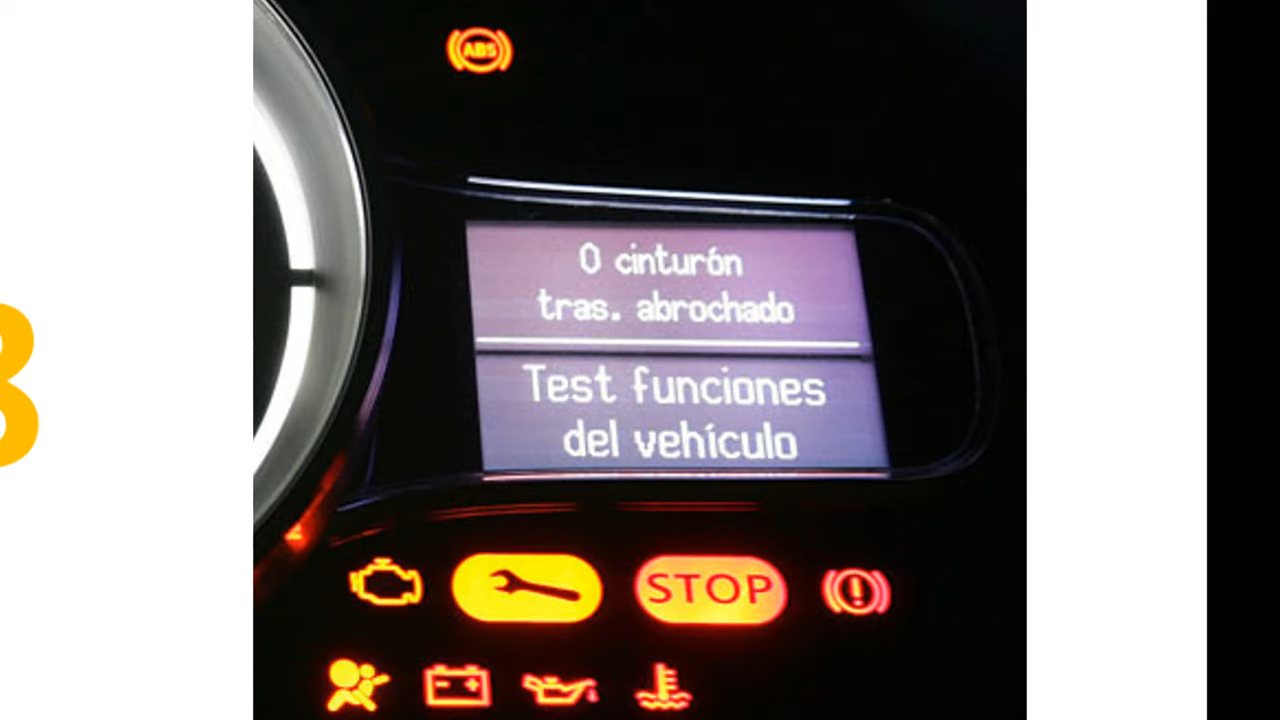 ABS
0 cinturón
tras. abrochado
Test funciones
del vehículo
STOP